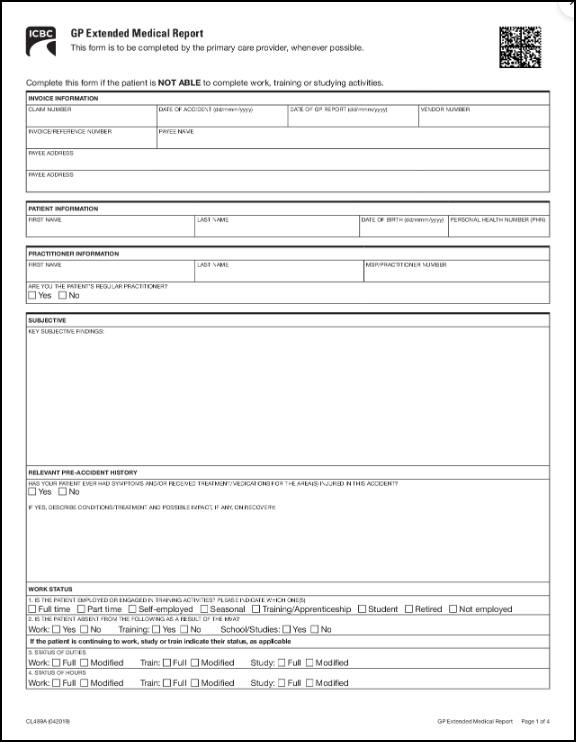 ICBC
GP Extended Medical Report
This form is to be completed by the primary care provider, whenever possible.
Complete this form if the patient is NOT ABLE to complete work, training or studying activities.
INVOICE INFORMATION
CLAIM NUMBER DATE OF ACCIDENT (dd/mmm/yyyy) DATE OF GP REPORT (dd/mmm/yyyy) VENDOR NUMBER
INVOICE/REFERENCE NUMBER PAYEE NAME
PAYEE ADDRESS
PAYEE ADDRESS
PATIENT INFORMATION
FIRST NAME LAST NAME DATE OF BIRTH (dd/mmm/yyyy) PERSONAL HEALTH NUMBER (PHN)
PRACTITIONER INFORMATION
FIRST NAME LAST NAME MSP/PRACTITIONER NUMBER
ARE YOU THE PATIENT'S REGULAR PRACTITIONER?
Yes No
SUBJECTIVE
KEY SUBJECTIVE FINDINGS:
RELEVANT PRE-ACCIDENT HISTORY
HAS YOUR PATIENT EVER HAD SYMPTOMS AND/OR RECEIVED TREATMENT/MEDICATIONS FOR THE AREA(S) INJURED IN THIS ACCIDENT?
Yes No
IF YES, DESCRIBE CONDITIONS/TREATMENT AND POSSIBLE IMPACT, IF ANY, ON RECOVERY:
WORK STATUS
1. IS THE PATIENT EMPLOYED OR ENGAGED IN TRAINING ACTIVITIES? PLEASE INDICATE WHICH ONE(S)
Full time Part time Self-employed Seasonal Training/Apprenticeship Student Retired Not employed
2. IS THE PATIENT ABSENT FROM THE FOLLOWING AS A RESULT OF THE MVA?
Work: Yes No Training: Yes No School/Studies: Yes No
If the patient is continuing to work, study or train indicate their status, as applicable
3. STATUS OF DUTIES
Work: Full Modified Train: Full Modified Study: Full Modified
4. STATUS OF HOURS
Work: Full Modified Train: Full Modified Study: Full Modified
CL489A (042019) GP Extended Medical Report Page 1 of 4